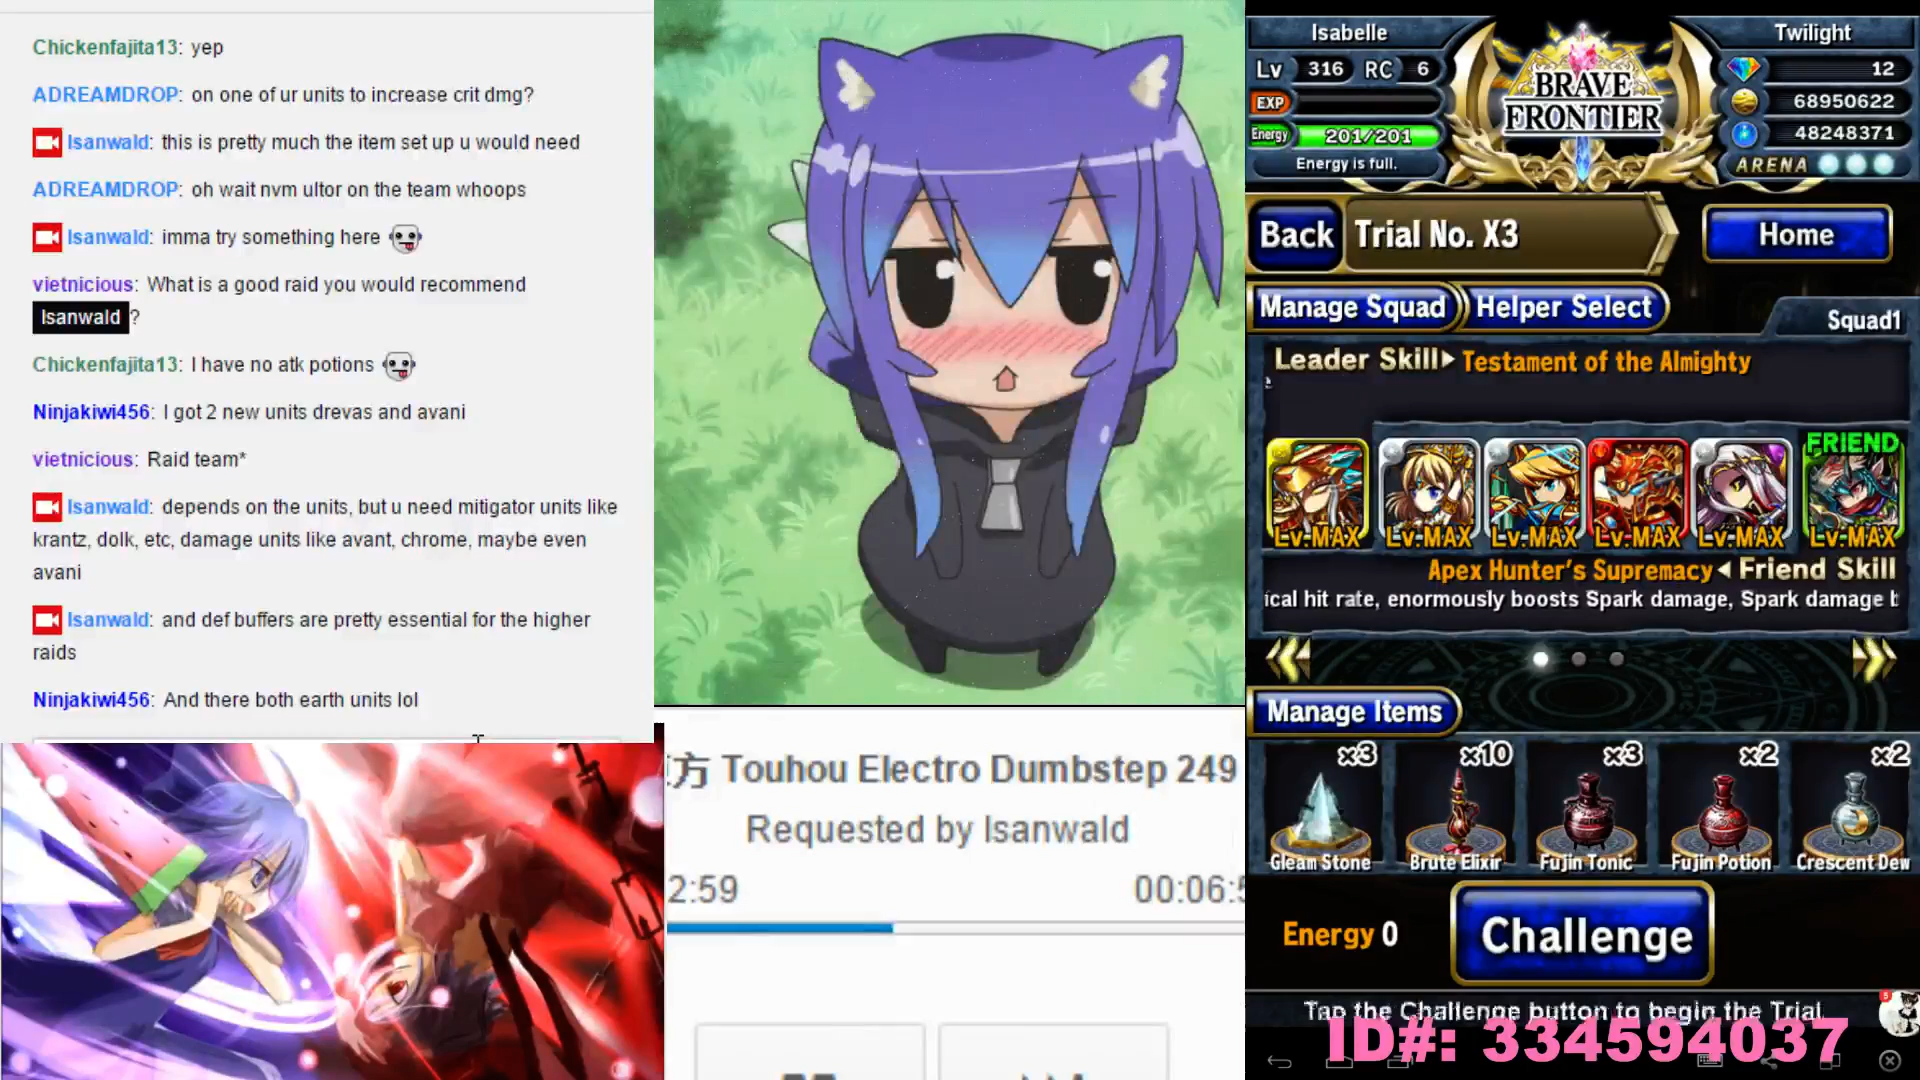 Chickenfajita13: yep
ADREAMDROP: on one of ur units to increase crit dmg?
Isanwald: this is pretty much the item set up u would need
ADREAMDROP: oh wait nvm ultor on the team whoops
Isanwald: imma try something here
vietnicious: What is a good raid you would recommend
Isanwald ?
Chickenfajita13: I have no atk potions
Ninjakiwi456: I got 2 new units drevas and avani
vietnicious: Raid team*
Isanwald: depends on the units, but u need mitigator units like
krantz, dolk, etc, damage units like avant, chrome, maybe even
avani
Isanwald: and def buffers are pretty essential for the higher
raids
Ninjakiwi456: And there both earth units lol
方 Touhou Electro Dumbstep 249
Requested by Isanwald
2:59
00:06:5
Isabelle
Twilight
Lv 316 RC 6
BRAVE
FRONTIER
12
EXP
68950622
Energy 201/201
48248371
Energy is full.
ARENA
Back
Trial No. X3
Home
Manage Squad
Helper Select
Squad1
Leader Skill Testament of the Almighty
FRIEND
Lv.MAX Lv.MAX Lv.MAX Lv.MAX Lv.MAX Lv.MAX
Apex Hunter's Supremacy Friend Skill
ical hit rate, enormously boosts Spark damage, Spark damage b
Manage Items
x3 x10 x3 x2 x2
Gleam Stone Brute Elixir Fujin Tonic Fujin Potion Crescent Dew
Energy 0
Challenge
Tap the Challenge button to begin the Trial.
5
ID#: 334594037